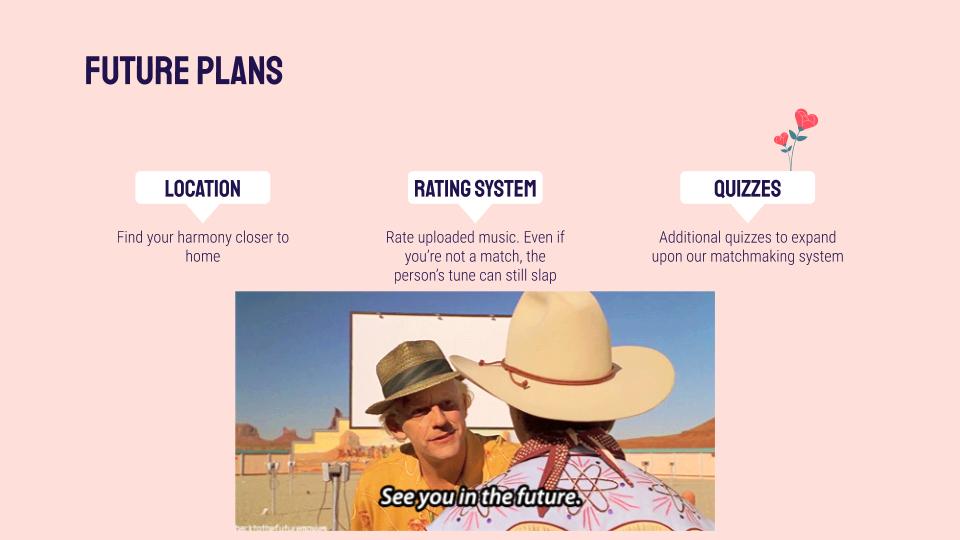 FUTURE PLANS
LOCATION
Find your harmony closer to
home
RATING SYSTEM
Rate uploaded music. Even if
you're not a match, the
person's tune can still slap
QUIZZES
Additional quizzes to expand
upon our matchmaking system
See you in the future.
backtothefuturemovies